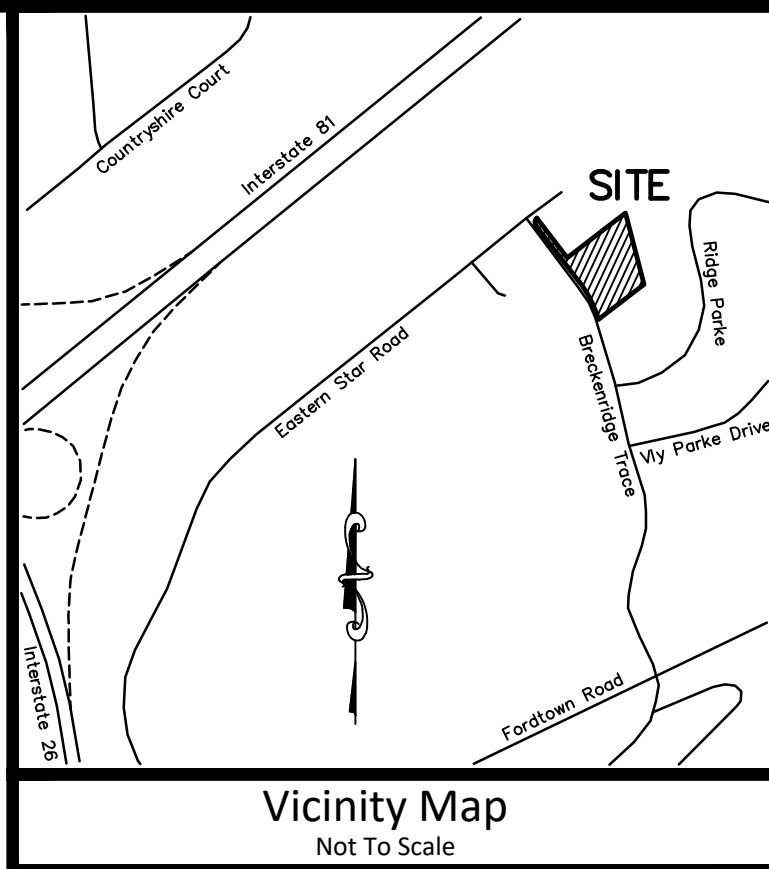 Countryshire Court
Interstate 81
SITE
Ridge Parke
Eastern Star Road
Breckenridge Trace
Vly Parke Drive
Interstate 26
Fordtown Road
Vicinity Map
Not To Scale